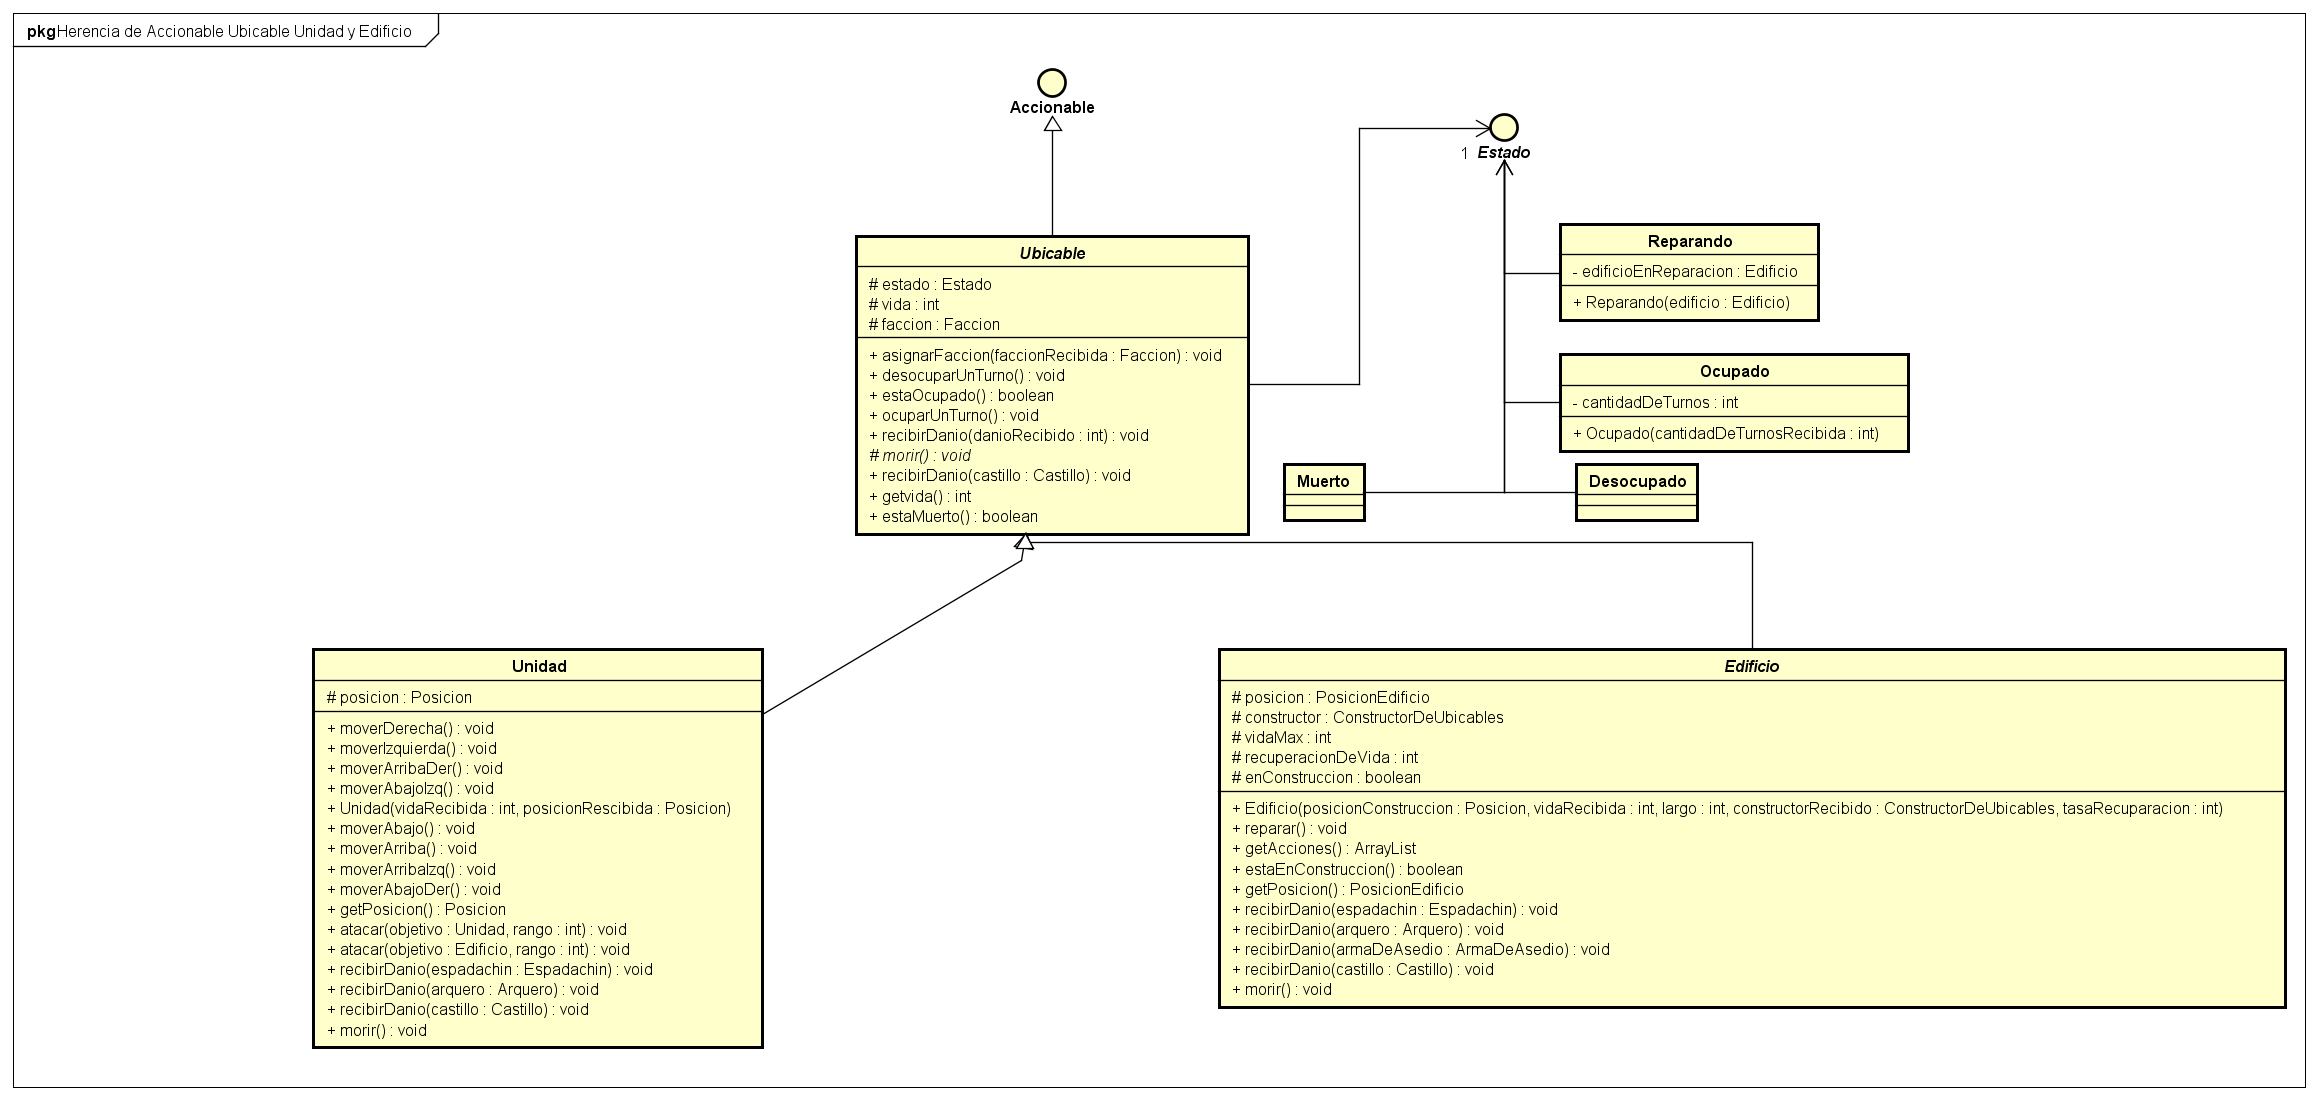 pkg Herencia de Accionable Ubicable Unidad y Edificio
Accionable
1 Estado
Ubicable
# estado : Estado
# vida : int
# faccion : Faccion
+ asignarFaccion(faccionRecibida : Faccion) : void
+ desocuparUnTurno() : void
+ estaOcupado() : boolean
+ ocuparUnTurno() : void
+ recibirDanio(danioRecibido : int) : void
# morir() : void
+ recibirDanio(castillo : Castillo) : void
+ getvida() : int
+ estaMuerto() : boolean
Reparando
- edificioEnReparacion : Edificio
+ Reparando(edificio : Edificio)
Ocupado
- cantidadDeTurnos : int
+ Ocupado(cantidadDeTurnosRecibida : int)
Muerto
Desocupado
Unidad
# posicion : Posicion
+ moverDerecha() : void
+ moverIzquierda() : void
+ moverArribaDer() : void
+ moverAbajoIzq() : void
+ Unidad(vidaRecibida : int, posicionRescibida : Posicion)
+ moverAbajo() : void
+ moverArriba() : void
+ moverArribaIzq() : void
+ moverAbajoDer() : void
+ getPosicion() : Posicion
+ atacar(objetivo : Unidad, rango : int) : void
+ atacar(objetivo : Edificio, rango : int) : void
+ recibirDanio(espadachin : Espadachin) : void
+ recibirDanio(arquero : Arquero) : void
+ recibirDanio(castillo : Castillo) : void
+ morir() : void
Edificio
# posicion : PosicionEdificio
# constructor : ConstructorDeUbicables
# vidaMax : int
# recuperacionDeVida : int
# enConstruccion : boolean
+ Edificio(posicionConstruccion : Posicion, vidaRecibida : int, largo : int, constructorRecibido : ConstructorDeUbicables, tasaRecuparacion : int)
+ reparar() : void
+ getAcciones() : ArrayList
+ estaEnConstruccion() : boolean
+ getPosicion() : PosicionEdificio
+ recibirDanio(espadachin : Espadachin) : void
+ recibirDanio(arquero : Arquero) : void
+ recibirDanio(armaDeAsedio : ArmaDeAsedio) : void
+ recibirDanio(castillo : Castillo) : void
+ morir() : void